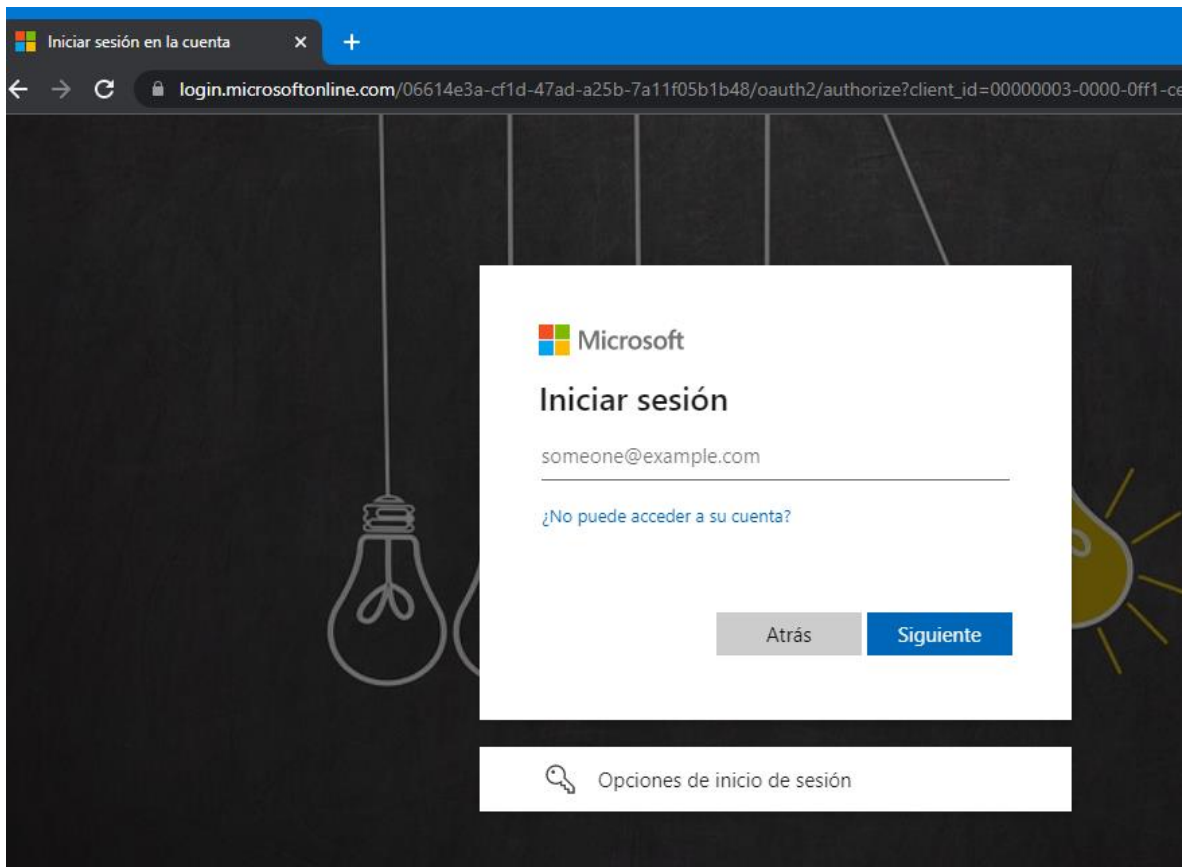 Iniciar sesión en la cuenta
login.microsoftonline.com/06614e3a-cf1d-47ad-a25b-7a11f05b1b48/oauth2/authorize?client_id=00000003-0000-0ff1-ce
Microsoft
Iniciar sesión
someone@example.com
¿No puede acceder a su cuenta?
Atrás Siguiente
Opciones de inicio de sesión